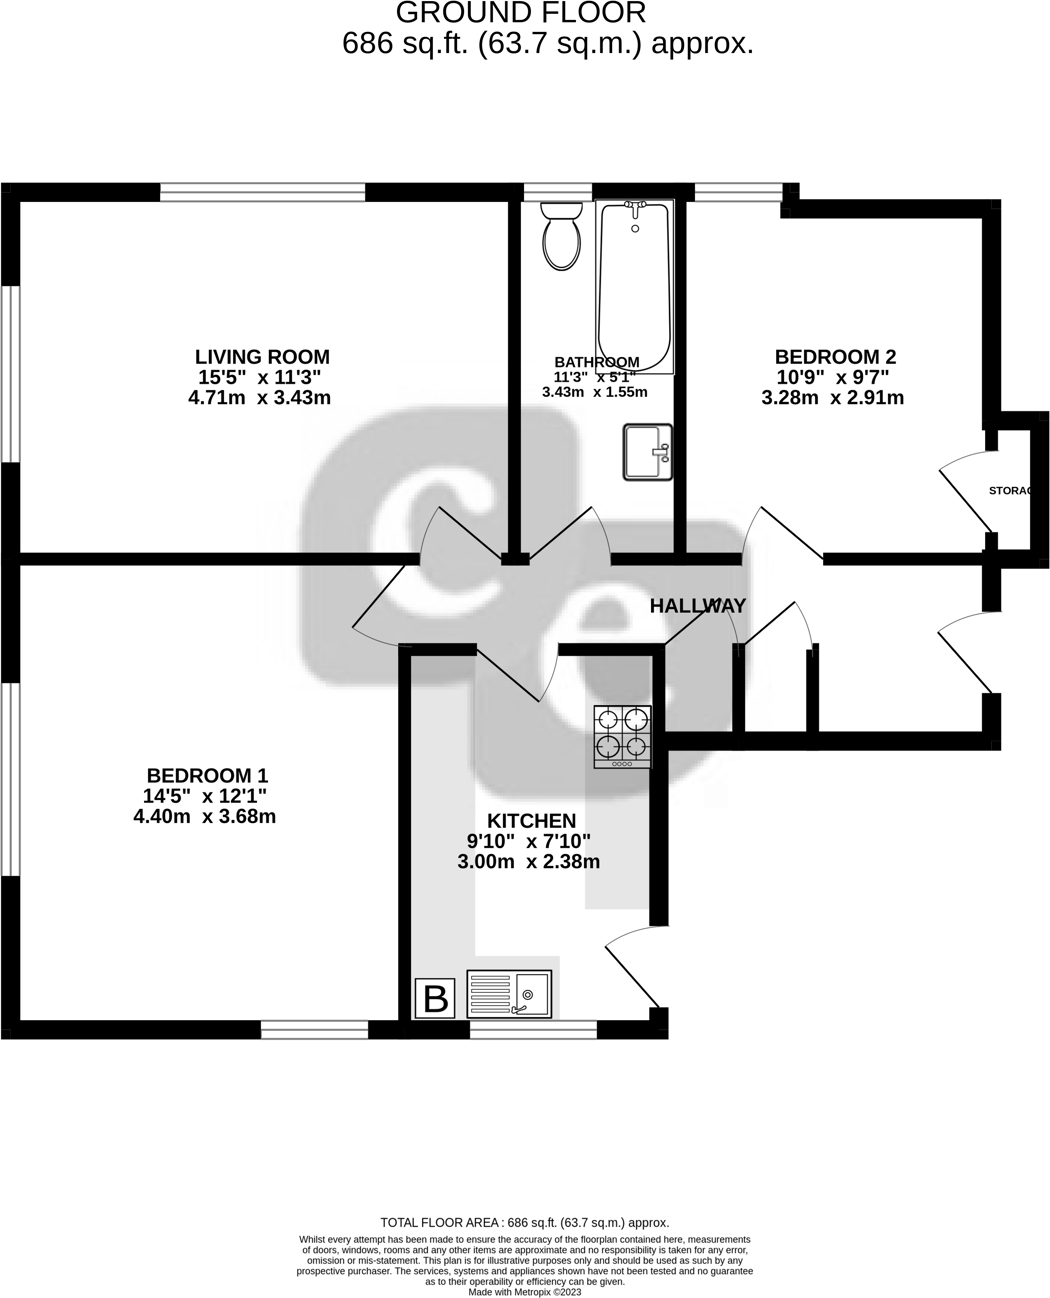 GROUND FLOOR
686 sq.ft. (63.7 sq.m.) approx.
LIVING ROOM
15'5" x 11'3"
4.71m x 3.43m
BATHROOM
11'3" x 5'1"
3.43m x 1.55m
BEDROOM 2
10'9" x 9'7"
3.28m x 2.91m
STORAG
HALLWAY
ce
BEDROOM 1
14'5" x 12'1"
4.40m x 3.68m
KITCHEN
9'10" x 7'10"
3.00m x 2.38m
B
TOTAL FLOOR AREA : 686 sq.ft. (63.7 sq.m.) approx.
Whilst every attempt has been made to ensure the accuracy of the floorplan contained here, measurements
of doors, windows, rooms and any other items are approximate and no responsibility is taken for any error,
omission or mis-statement. This plan is for illustrative purposes only and should be used as such by any
prospective purchaser. The services, systems and appliances shown have not been tested and no guarantee
as to their operability or efficiency can be given.
Made with Metropix ©2023